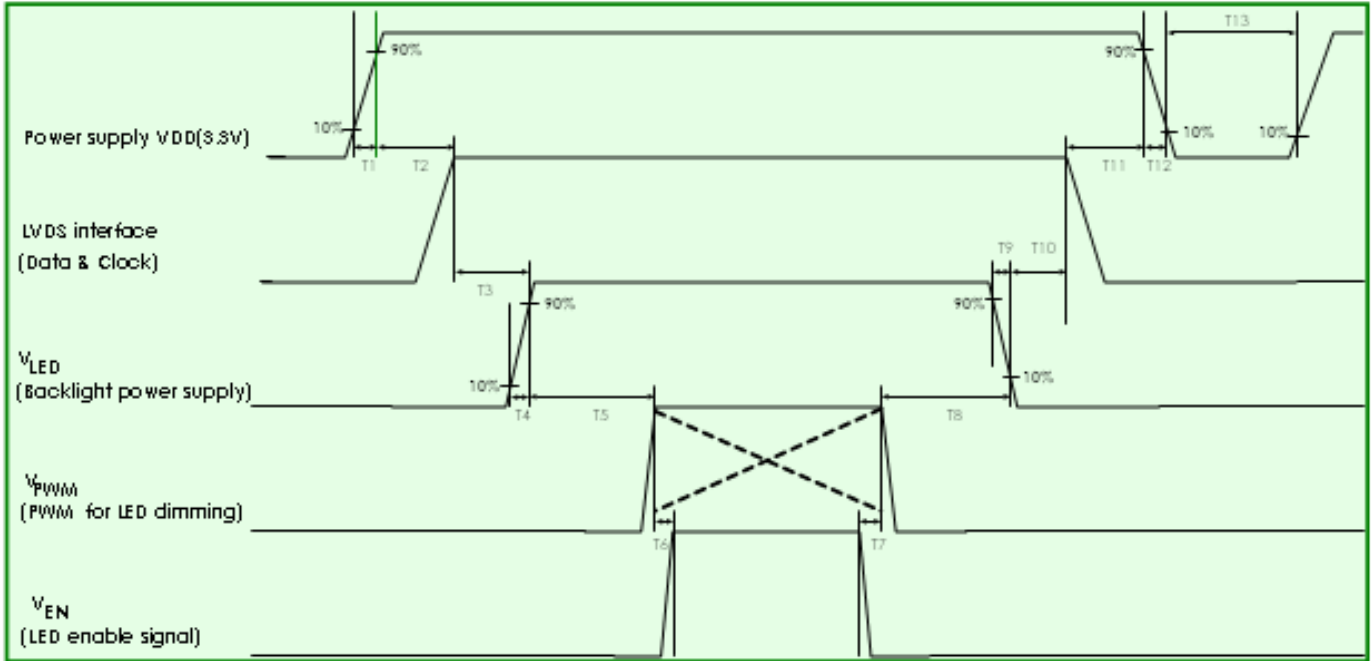 T13
90%
90%
10%
10%
10%
Power supply VDD(3.3V)
T1
T2
T11
T12
LVDS interface
(Data & Clock)
T9
T10
T3
90%
90%
VLED
(Backlight power supply)
10%
10%
T4
T5
T8
VPWM
(PWM for LED dimming)
T6
T7
VEN
(LED enable signal)